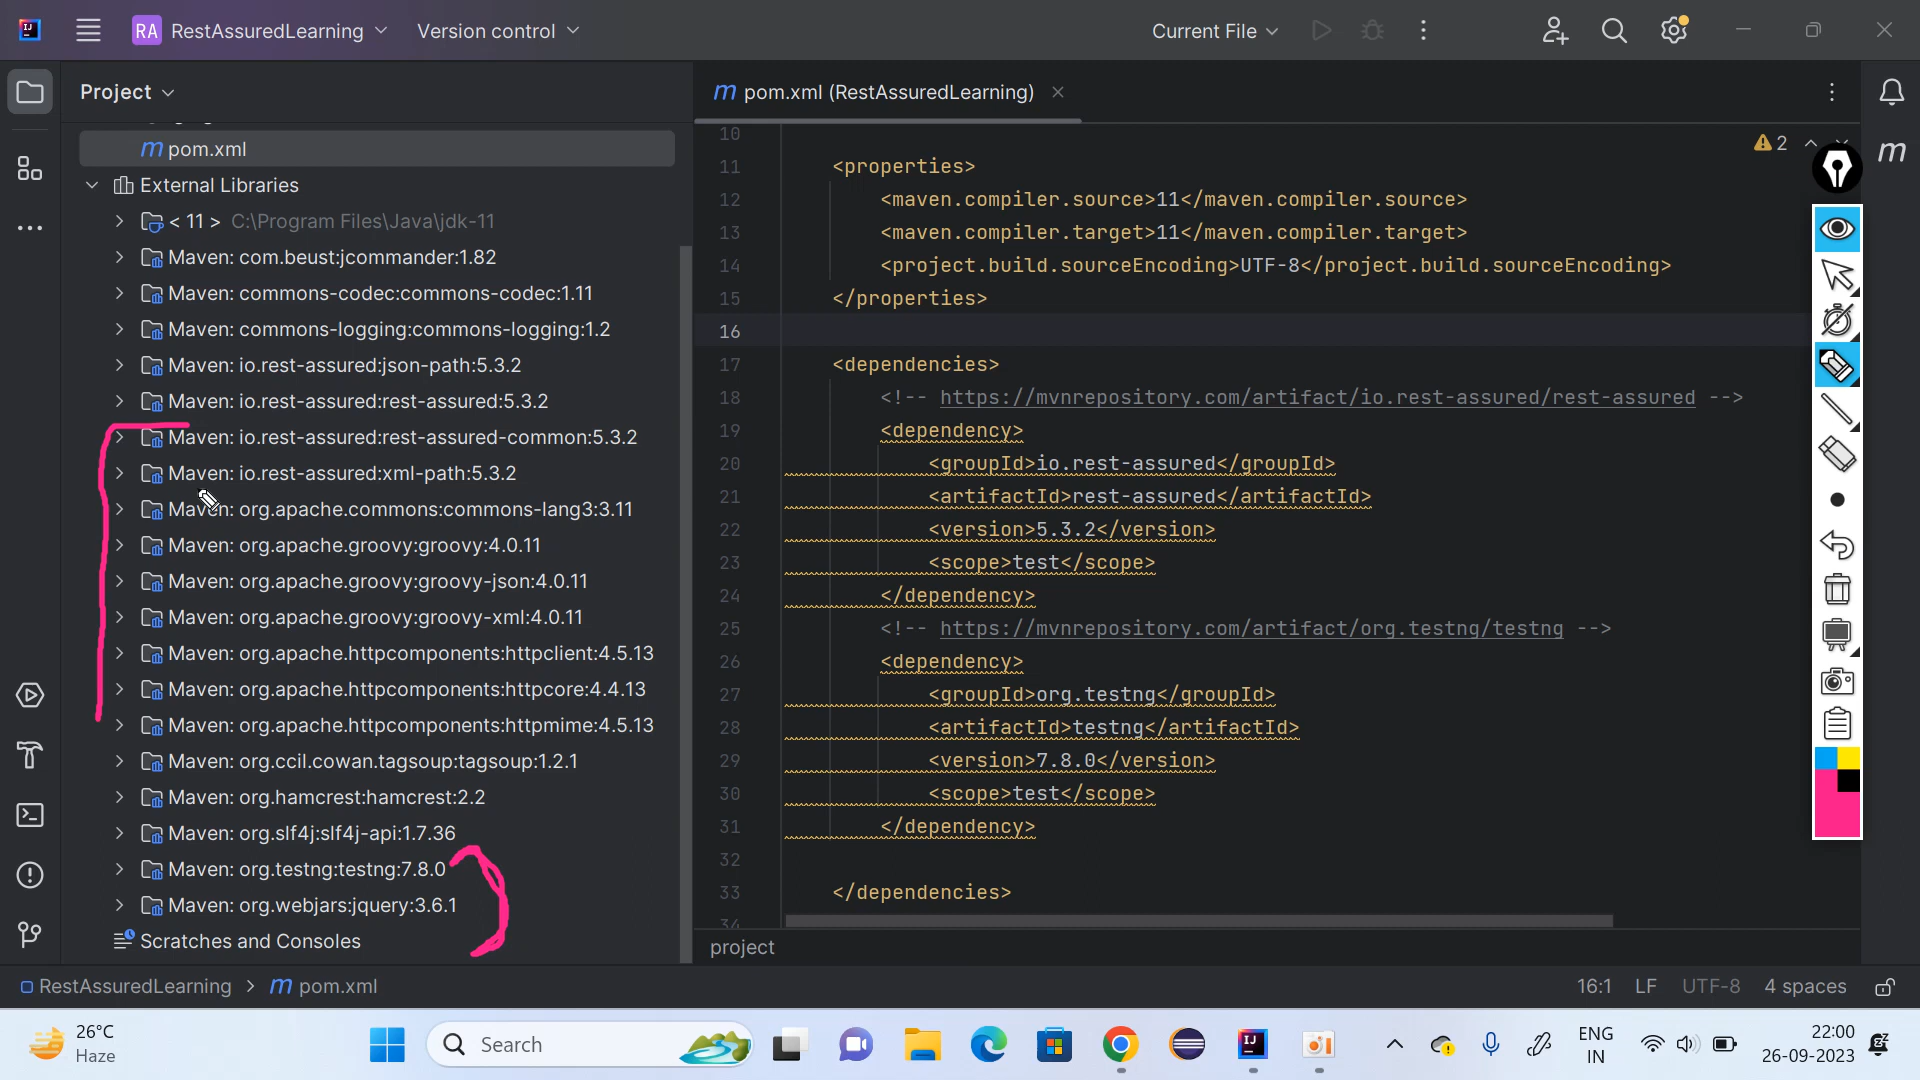 RA RestAssuredLearning Version control Current File
Project
pom.xml (RestAssuredLearning)
pom.xml
External Libraries
< 11 > C:\Program Files\Java\jdk-11
Maven: com.beust:jcommander:1.82
Maven: commons-codec:commons-codec:1.11
Maven: commons-logging:commons-logging:1.2
Maven: io.rest-assured:json-path:5.3.2
Maven: io.rest-assured:rest-assured:5.3.2
Maven: io.rest-assured:rest-assured-common:5.3.2
Maven: io.rest-assured:xml-path:5.3.2
Maven: org.apache.commons:commons-lang3:3.11
Maven: org.apache.groovy:groovy:4.0.11
Maven: org.apache.groovy:groovy-json:4.0.11
Maven: org.apache.groovy:groovy-xml:4.0.11
Maven: org.apache.httpcomponents:httpclient:4.5.13
Maven: org.apache.httpcomponents:httpcore:4.4.13
Maven: org.apache.httpcomponents:httpmime:4.5.13
Maven: org.ccil.cowan.tagsoup:tagsoup:1.2.1
Maven: org.hamcrest:hamcrest:2.2
Maven: org.slf4j:slf4j-api:1.7.36
Maven: org.testng:testng:7.8.0
Maven: org.webjars:jquery:3.6.1
Scratches and Consoles
2
10
11 <properties>
12 <maven.compiler.source>11</maven.compiler.source>
13 <maven.compiler.target>11</maven.compiler.target>
14 <project.build.sourceEncoding>UTF-8</project.build.sourceEncoding>
15 </properties>
16
17 <dependencies>
18 <!-- https://mvnrepository.com/artifact/io.rest-assured/rest-assured -->
19 <dependency>
20 <groupId>io.rest-assured</groupId>
21 <artifactId>rest-assured</artifactId>
22 <version>5.3.2</version>
23 <scope>test</scope>
24 </dependency>
25 <!-- https://mvnrepository.com/artifact/org.testng/testng -->
26 <dependency>
27 <groupId>org.testng</groupId>
28 <artifactId>testng</artifactId>
29 <version>7.8.0</version>
30 <scope>test</scope>
31 </dependency>
32
33 </dependencies>
34
project
RestAssuredLearning > pom.xml 16:1 LF UTF-8 4 spaces
26°C
Haze
Search
ENG
IN
22:00
26-09-2023